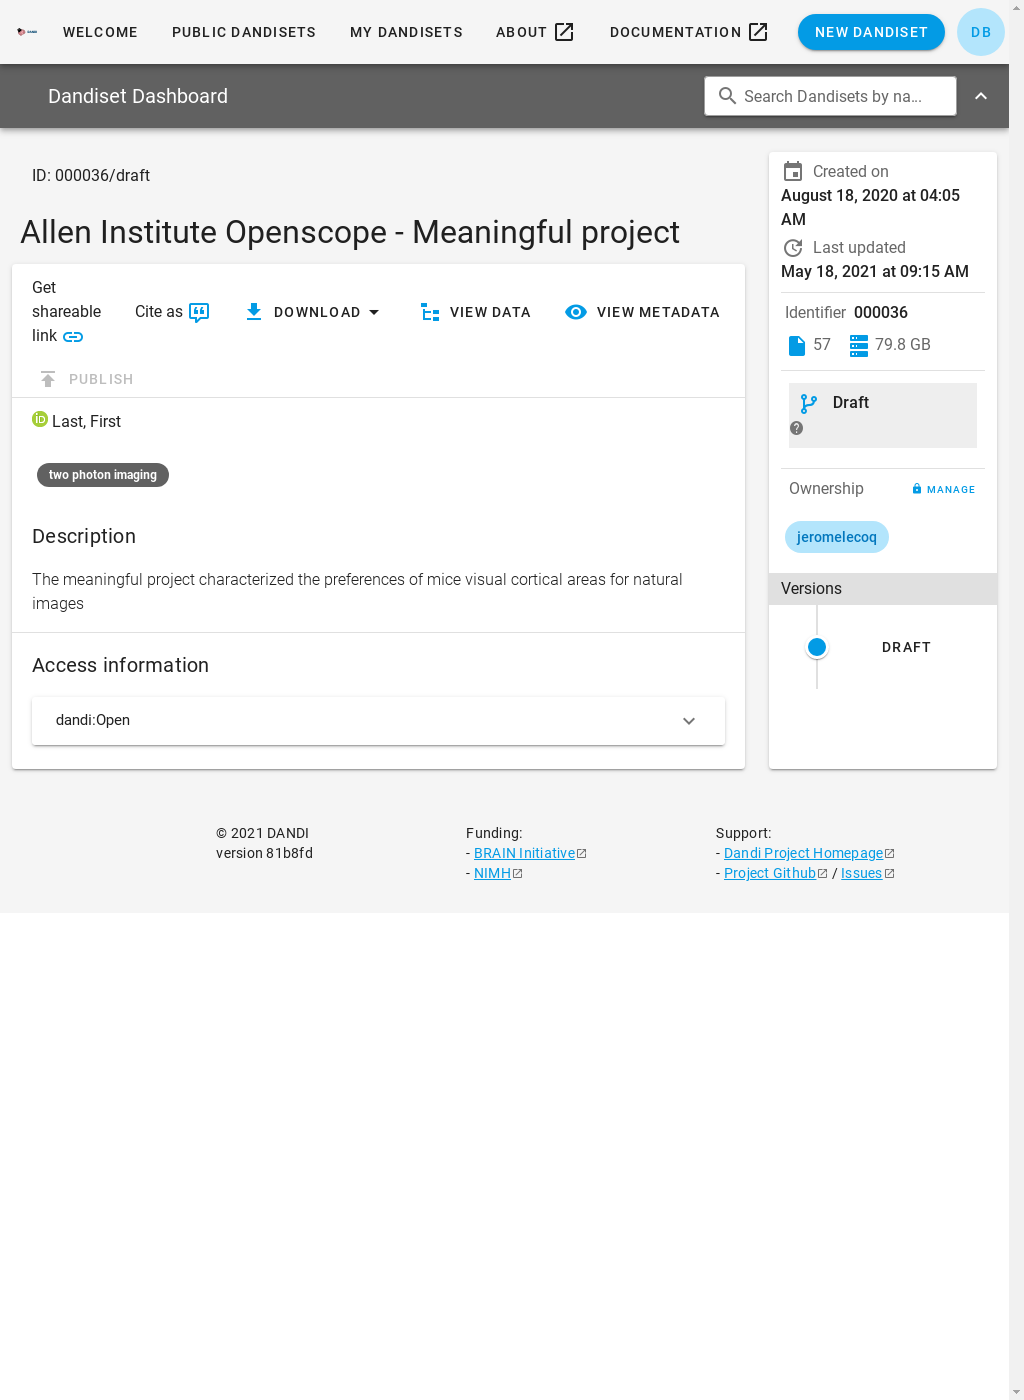 WELCOME
PUBLIC DANDISETS
MY DANDISETS
ABOUT
DOCUMENTATION
NEW DANDISET
DB
Dandiset Dashboard
Search Dandisets by na...
ID: 000036/draft
Allen Institute Openscope - Meaningful project
Get
shareable
link
Cite as
DOWNLOAD
VIEW DATA
VIEW METADATA
PUBLISH
iD Last, First
two photon imaging
Description
The meaningful project characterized the preferences of mice visual cortical areas for natural
images
Access information
dandi:Open
Created on
August 18, 2020 at 04:05
AM
Last updated
May 18, 2021 at 09:15 AM
Identifier 000036
57
79.8 GB
Draft
Ownership
MANAGE
jeromelecoq
Versions
DRAFT
© 2021 DANDI
version 81b8fd
Funding:
- BRAIN Initiative
- NIMH
Support:
- Dandi Project Homepage
- Project Github / Issues